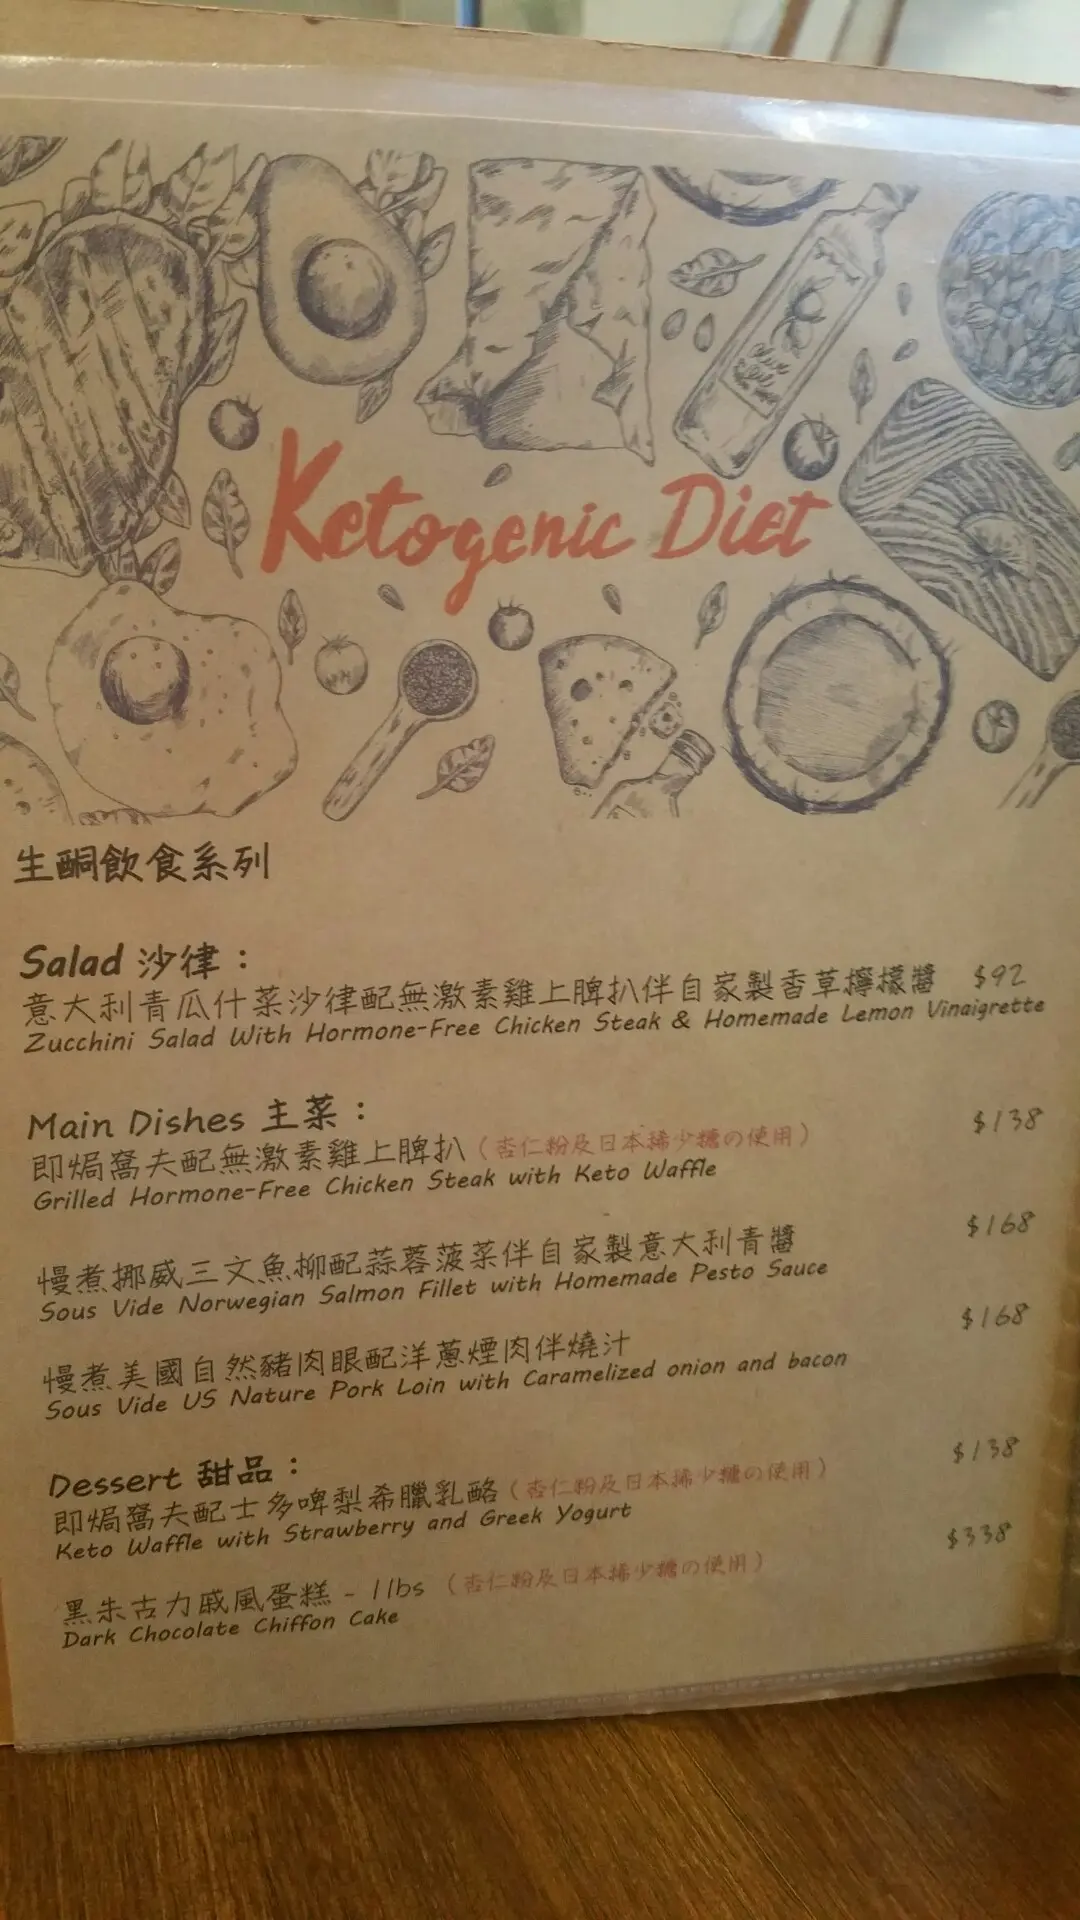 Ketogenic Diet
生酮飲食系列
Salad 沙律：
意大利青瓜什菜沙律配無激素雞上脾扒伴自家製香草檸檬醬 $92
Zucchini Salad With Hormone-Free Chicken Steak & Homemade Lemon Vinaigrette
Main Dishes 主菜：
即焗窩夫配無激素雞上脾扒（杏仁粉及日本稀少糖の使用） $138
Grilled Hormone-Free Chicken Steak with Keto Waffle
慢煮挪威三文魚柳配蒜蓉菠菜伴自家製意大利青醬 $168
Sous Vide Norwegian Salmon Fillet with Homemade Pesto Sauce
慢煮美國自然豬肉眼配洋蔥煙肉伴燒汁 $168
Sous Vide US Nature Pork Loin with Caramelized onion and bacon
Dessert 甜品：
即焗窩夫配士多啤梨希臘乳酪（杏仁粉及日本稀少糖の使用） $138
Keto Waffle with Strawberry and Greek Yogurt
黑朱古力戚風蛋糕 - 1 lbs （杏仁粉及日本稀少糖の使用） $338
Dark Chocolate Chiffon Cake